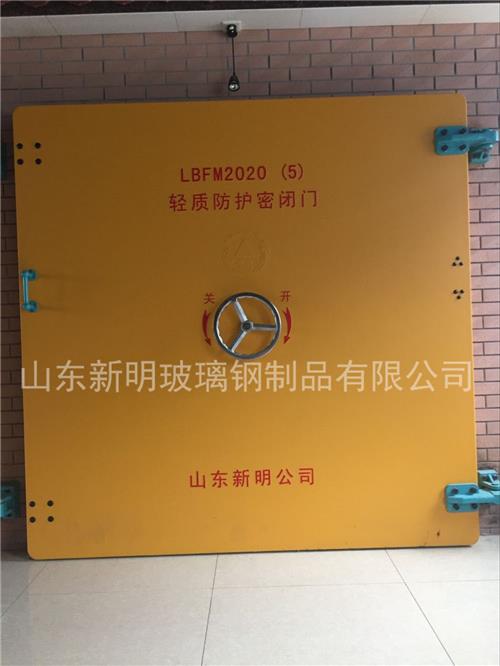 LBFM2020 (5)
轻质防护密闭门
关 开
山东新明玻璃钢制品有限公司
山东新明公司